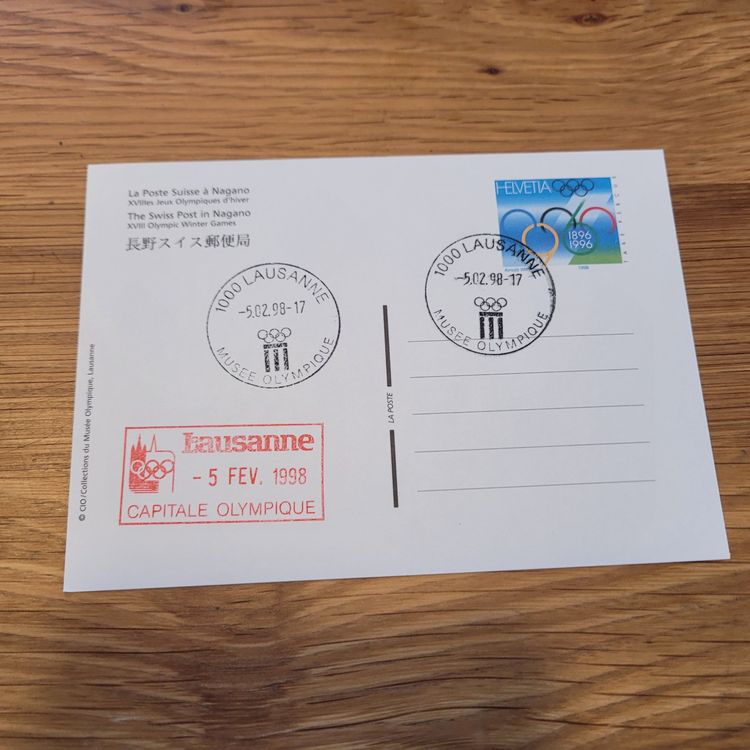 La Poste Suisse à Nagano
XVIIIes Jeux Olympiques d'hiver
The Swiss Post in Nagano
XVIII Olympic Winter Games
長野スイス郵便局
HELVETIA
1896
1996
1996
TAXE PERÇUE
1000 LAUSANNE
-5.02.98-17
MUSEE OLYMPIQUE
1000 LAUSANNE
-5.02.98-17
MUSEE OLYMPIQUE
LA POSTE
Lausanne
- 5 FEV. 1998
CAPITALE OLYMPIQUE
© CIO/Collections du Musée Olympique, Lausanne